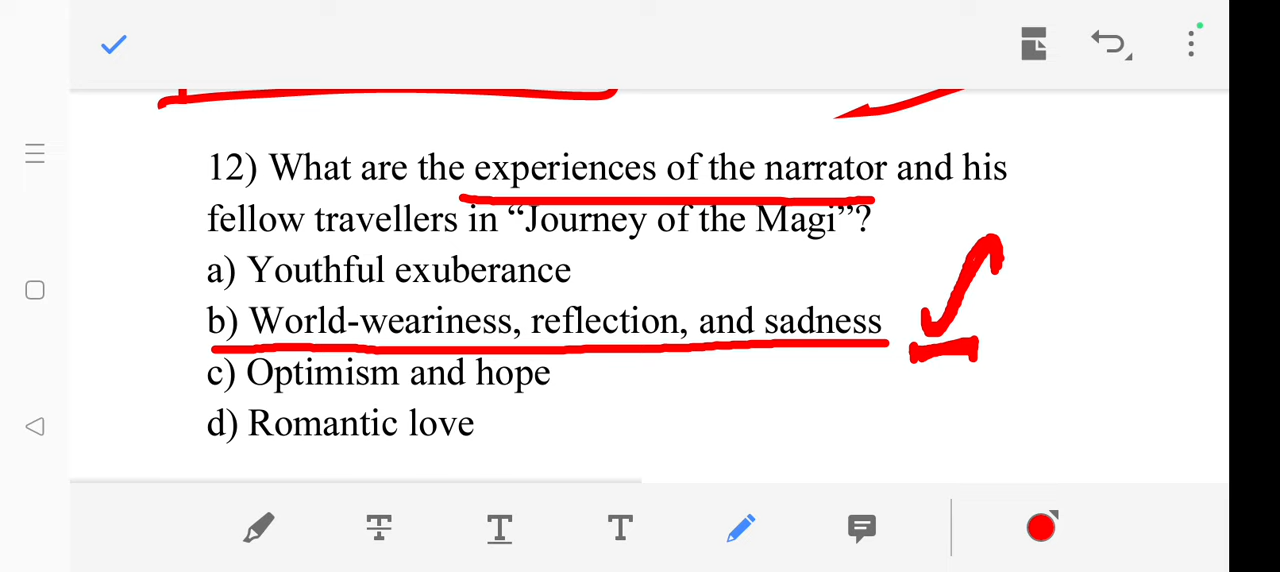 12) What are the experiences of the narrator and his
fellow travellers in “Journey of the Magi”?
a) Youthful exuberance
b) World-weariness, reflection, and sadness
c) Optimism and hope
d) Romantic love